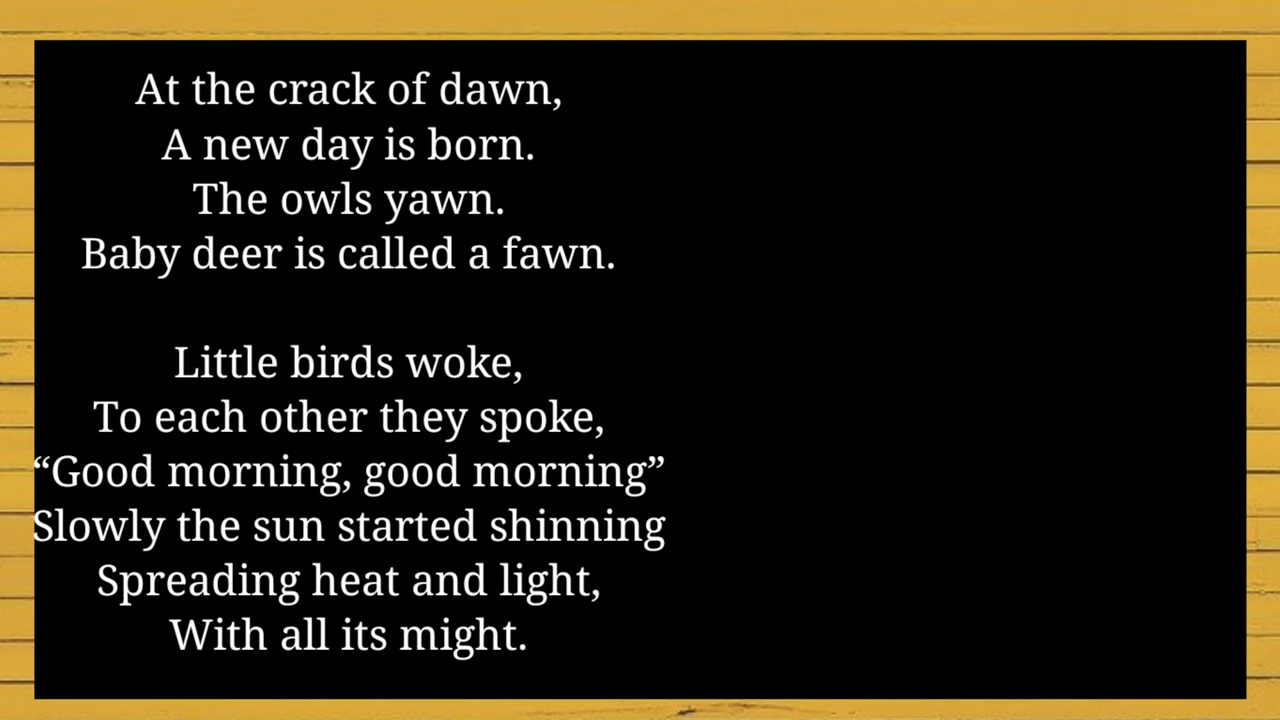 At the crack of dawn,
A new day is born.
The owls yawn.
Baby deer is called a fawn.
Little birds woke,
To each other they spoke,
“Good morning, good morning”
Slowly the sun started shinning
Spreading heat and light,
With all its might.